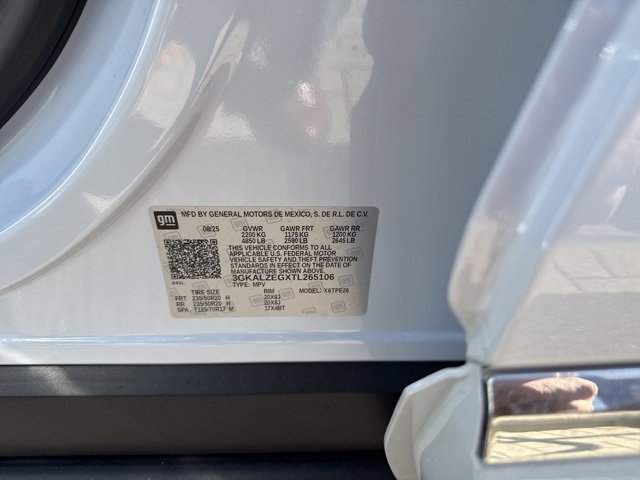 gm MFD BY GENERAL MOTORS DE MEXICO, S. DE R.L. DE C.V.
08/25 GVWR GAWR FRT GAWR RR
2200 KG 1175 KG 1200 KG
4850 LB 2590 LB 2645 LB
THIS VEHICLE CONFORMS TO ALL APPLICABLE
U.S. FEDERAL MOTOR VEHICLE
SAFETY AND THEFT PREVENTION
STANDARDS IN EFFECT ON THE DATE OF
MANUFACTURE SHOWN ABOVE.
3GKALZEGXTL265106
TYPE: MPV MODEL: X6TPE26
TIRE SIZE RIM
FRT 235/50R20 H 20X8J
RR 235/50R20 H 20X8J
SPA T125/70R17 M 17X4BT